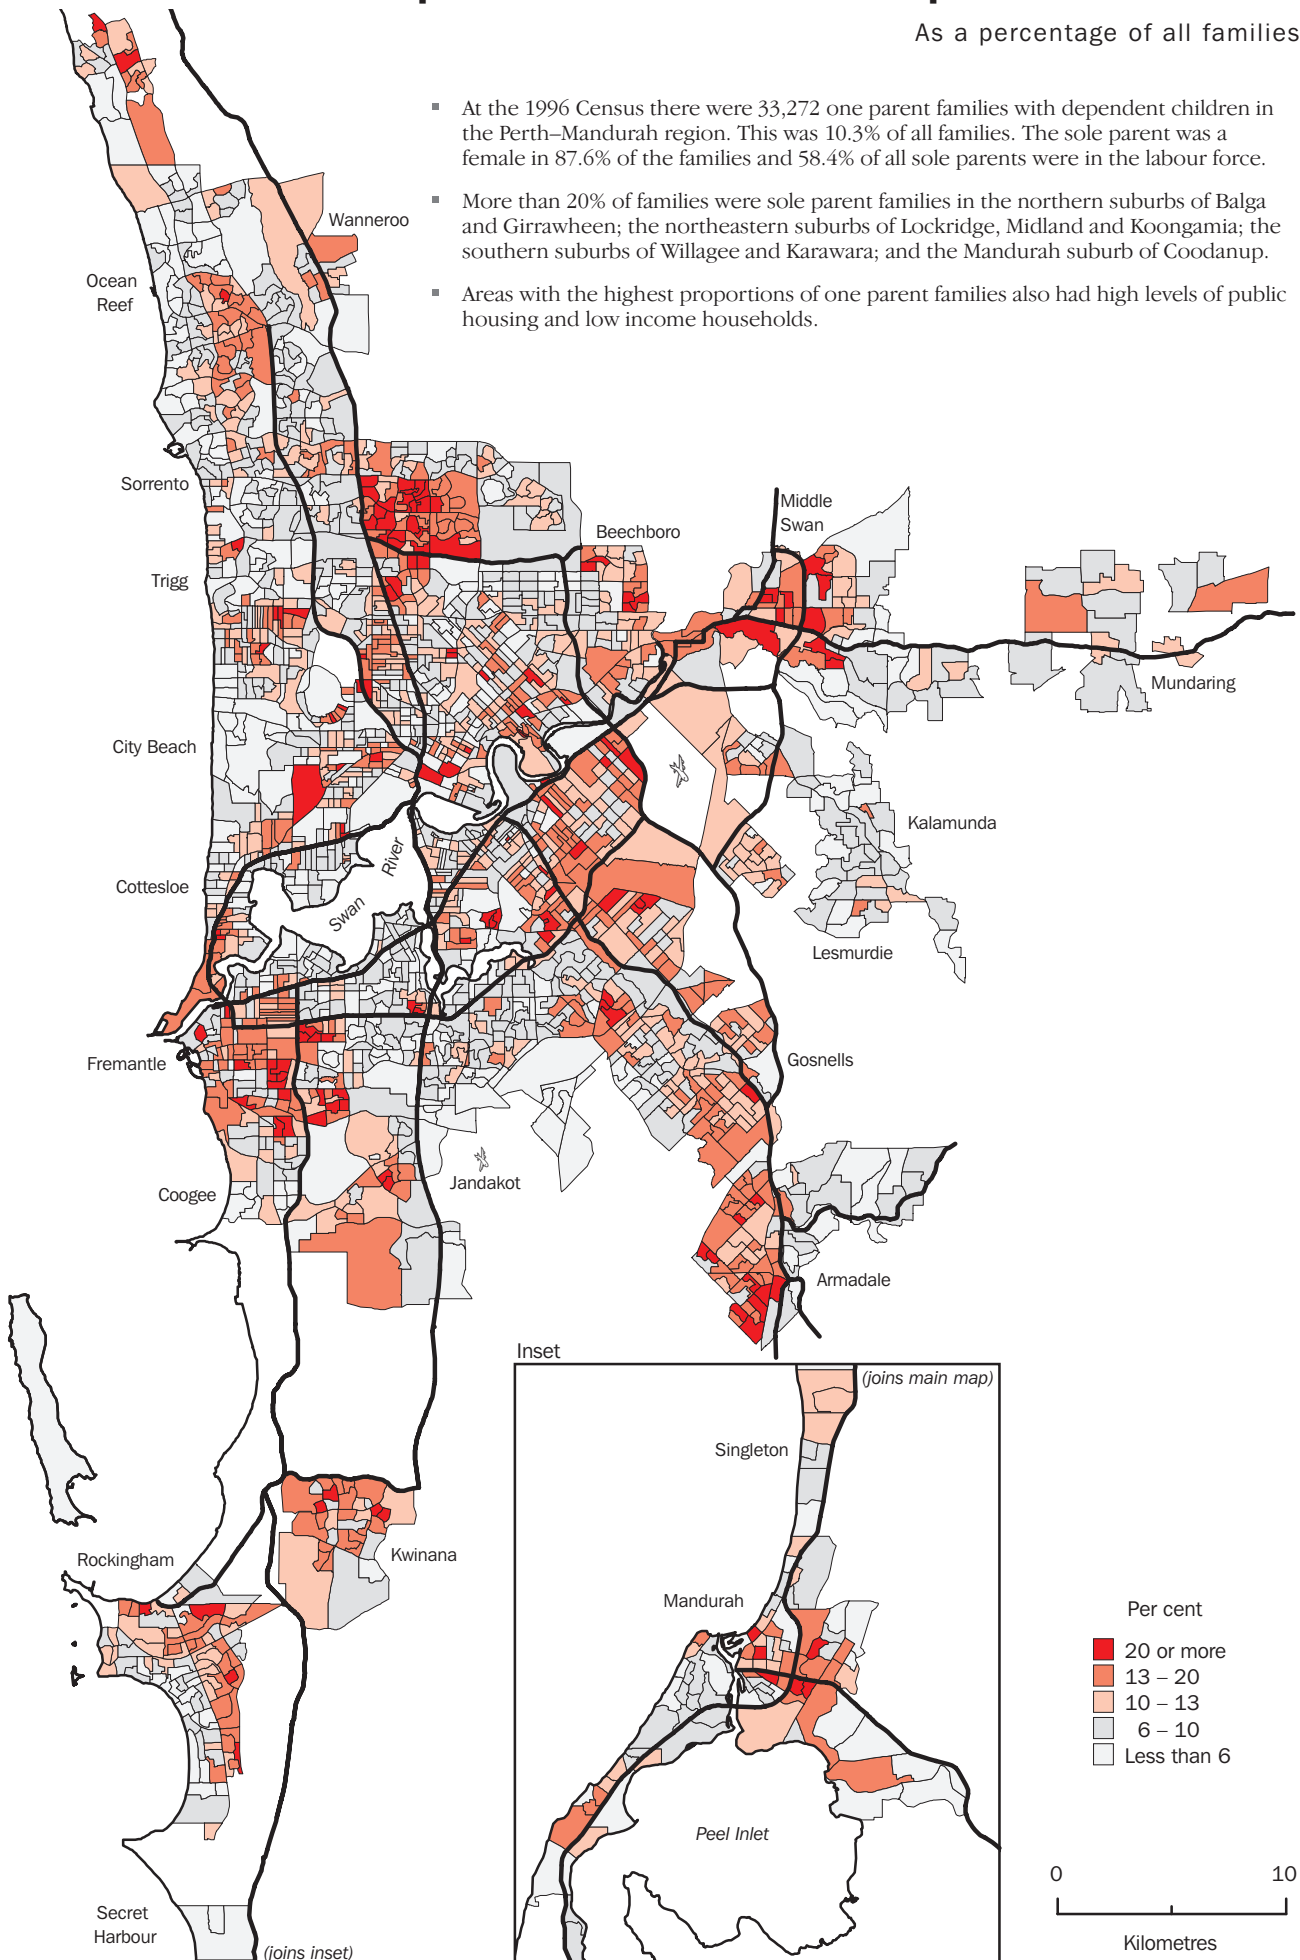 As a percentage of all families
▪ At the 1996 Census there were 33,272 one parent families with dependent children in
the Perth–Mandurah region. This was 10.3% of all families. The sole parent was a
female in 87.6% of the families and 58.4% of all sole parents were in the labour force.
▪ More than 20% of families were sole parent families in the northern suburbs of Balga
and Girrawheen; the northeastern suburbs of Lockridge, Midland and Koongamia; the
southern suburbs of Willagee and Karawara; and the Mandurah suburb of Coodanup.
▪ Areas with the highest proportions of one parent families also had high levels of public
housing and low income households.
Wanneroo
Ocean
Reef
Sorrento
Middle
Swan
Beechboro
Trigg
Mundaring
City Beach
Kalamunda
River
Cottesloe
Swan
Lesmurdie
Fremantle
Gosnells
Jandakot
Coogee
Armadale
Inset
(joins main map)
Singleton
Rockingham
Kwinana
Mandurah
Per cent
20 or more
13 – 20
10 – 13
6 – 10
Less than 6
Peel Inlet
0 10
Kilometres
Secret
Harbour
(joins inset)